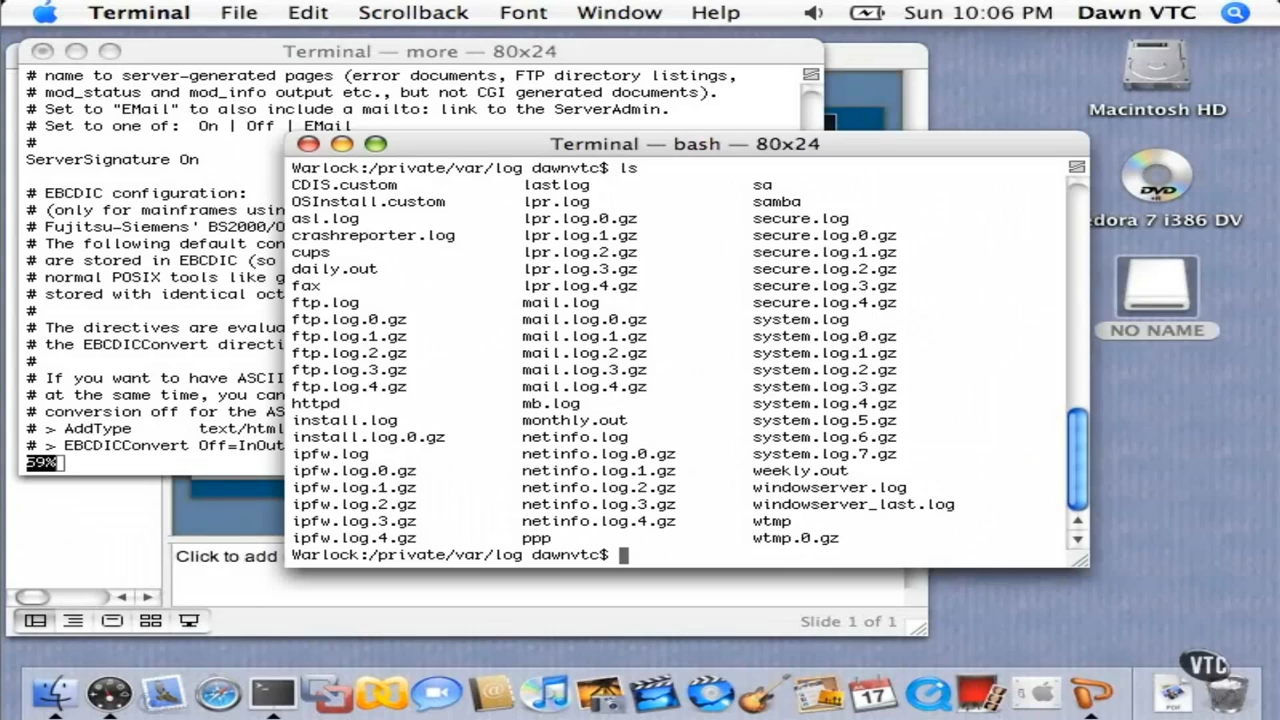 Terminal File Edit Scrollback Font Window Help Sun 10:06 PM Dawn VTC
Terminal — more — 80x24
# name to server-generated pages (error documents, FTP directory listings,
# mod_status and mod_info output etc., but not CGI generated documents).
# Set to "EMail" to also include a mailto: link to the ServerAdmin.
# Set to one of:  On | Off | EMail
#
ServerSignature On
# EBCDIC configuration:
# (only for mainframes usin
# Fujitsu-Siemens' BS2000/O
# The following default con
# are stored in EBCDIC (so
# normal POSIX tools like g
# stored with identical oct
#
# The directives are evalua
# the EBCDICConvert directi
#
# If you want to have ASCII
# at the same time, you can
# conversion off for the AS
# > AddType       text/html
# > EBCDICConvert Off=InOut
59%
Terminal — bash — 80x24
Warlock:/private/var/log dawnvtc$ ls
CDIS.custom lastlog sa
OSInstall.custom lpr.log samba
asl.log lpr.log.0.gz secure.log
crashreporter.log lpr.log.1.gz secure.log.0.gz
cups lpr.log.2.gz secure.log.1.gz
daily.out lpr.log.3.gz secure.log.2.gz
fax lpr.log.4.gz secure.log.3.gz
ftp.log mail.log secure.log.4.gz
ftp.log.0.gz mail.log.0.gz system.log
ftp.log.1.gz mail.log.1.gz system.log.0.gz
ftp.log.2.gz mail.log.2.gz system.log.1.gz
ftp.log.3.gz mail.log.3.gz system.log.2.gz
ftp.log.4.gz mail.log.4.gz system.log.3.gz
httpd mb.log system.log.4.gz
install.log monthly.out system.log.5.gz
install.log.0.gz netinfo.log system.log.6.gz
ipfw.log netinfo.log.0.gz system.log.7.gz
ipfw.log.0.gz netinfo.log.1.gz weekly.out
ipfw.log.1.gz netinfo.log.2.gz windowserver.log
ipfw.log.2.gz netinfo.log.3.gz windowserver_last.log
ipfw.log.3.gz netinfo.log.4.gz wtmp
ipfw.log.4.gz ppp wtmp.0.gz
Warlock:/private/var/log dawnvtc$
Click to add
Slide 1 of 1
Macintosh HD
DVD
edora 7 i386 DV
NO NAME
17
PDF
VTC